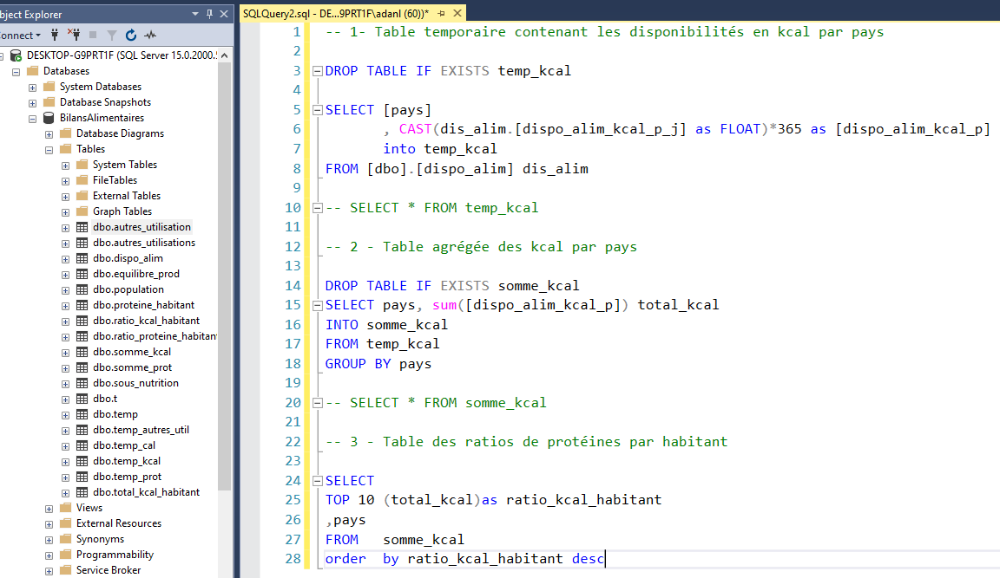 bject Explorer
SQLQuery2.sql - DE...9PRT1F\adanl (60))*
onnect
DESKTOP-G9PRT1F (SQL Server 15.0.2000.
Databases
System Databases
Database Snapshots
BilansAlimentaires
Database Diagrams
Tables
System Tables
FileTables
External Tables
Graph Tables
dbo.autres_utilisation
dbo.autres_utilisations
dbo.dispo_alim
dbo.equilibre_prod
dbo.population
dbo.proteine_habitant
dbo.ratio_kcal_habitant
dbo.ratio_proteine_habitan
dbo.somme_kcal
dbo.somme_prot
dbo.sous_nutrition
dbo.t
dbo.temp
dbo.temp_autres_util
dbo.temp_cal
dbo.temp_kcal
dbo.temp_prot
dbo.total_kcal_habitant
Views
External Resources
Synonyms
Programmability
Service Broker
1 -- 1- Table temporaire contenant les disponibilités en kcal par pays
2
3 DROP TABLE IF EXISTS temp_kcal
4
5 SELECT [pays]
6 , CAST(dis_alim.[dispo_alim_kcal_p_j] as FLOAT)*365 as [dispo_alim_kcal_p]
7 into temp_kcal
8 FROM [dbo].[dispo_alim] dis_alim
9
10 -- SELECT * FROM temp_kcal
11
12 -- 2 - Table agrégée des kcal par pays
13
14 DROP TABLE IF EXISTS somme_kcal
15 SELECT pays, sum([dispo_alim_kcal_p]) total_kcal
16 INTO somme_kcal
17 FROM temp_kcal
18 GROUP BY pays
19
20 -- SELECT * FROM somme_kcal
21
22 -- 3 - Table des ratios de protéines par habitant
23
24 SELECT
25 TOP 10 (total_kcal)as ratio_kcal_habitant
26 ,pays
27 FROM somme_kcal
28 order by ratio_kcal_habitant desc